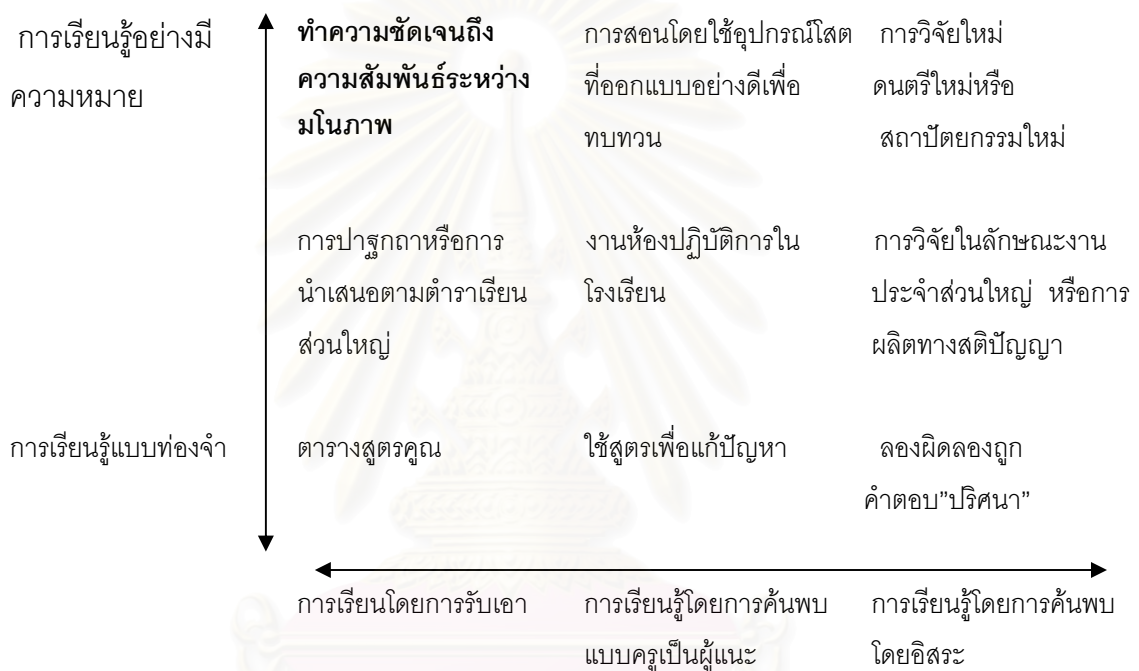 การเรียนรู้อย่างมี
ความหมาย
ทำความชัดเจนถึง
ความสัมพันธ์ระหว่าง
มโนภาพ
การสอนโดยใช้อุปกรณ์โสต
ที่ออกแบบอย่างดีเพื่อ
ทบทวน
การวิจัยใหม่
ดนตรีใหม่หรือ
สถาปัตยกรรมใหม่
การปาฐกถาหรือการ
นำเสนอตามตำราเรียน
ส่วนใหญ่
งานห้องปฏิบัติการใน
โรงเรียน
การวิจัยในลักษณะงาน
ประจำส่วนใหญ่ หรือการ
ผลิตทางสติปัญญา
การเรียนรู้แบบท่องจำ
ตารางสูตรคูณ
ใช้สูตรเพื่อแก้ปัญหา
ลองผิดลองถูก
คำตอบ"ปริศนา”
การเรียนโดยการรับเอา
การเรียนรู้โดยการค้นพบ
แบบครูเป็นผู้แนะ
การเรียนรู้โดยการค้นพบ
โดยอิสระ